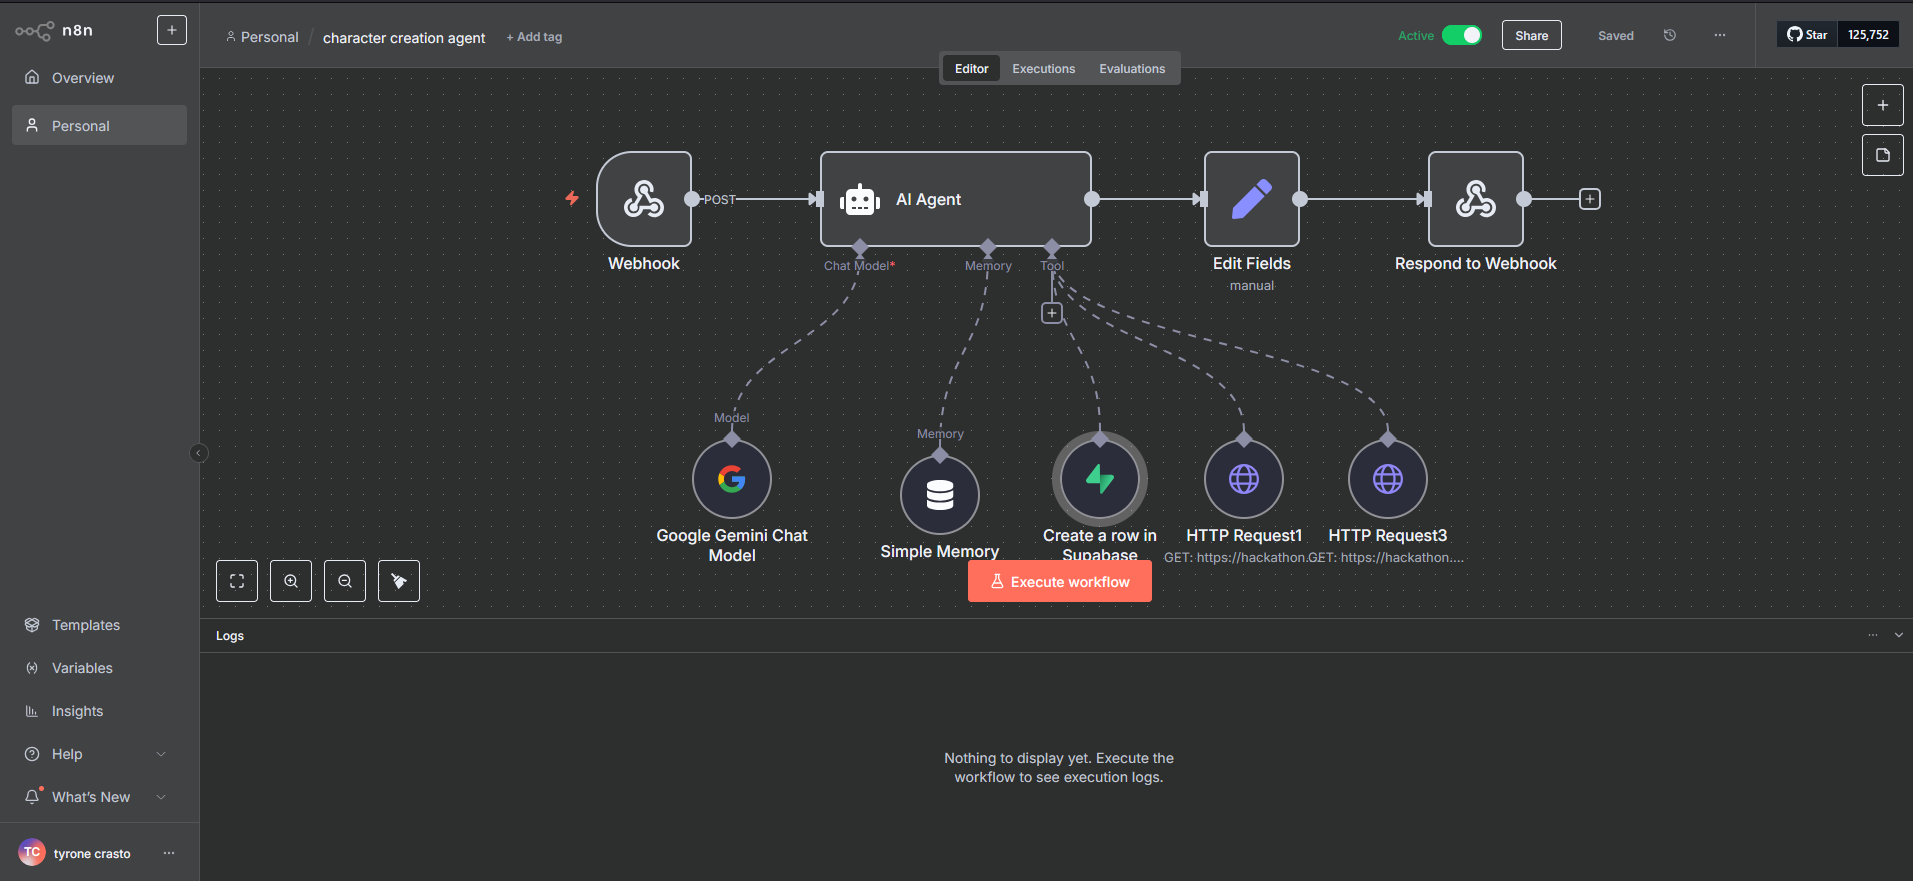 n8n
Personal / character creation agent + Add tag
Active
Share
Saved
Star 125,752
Editor Executions Evaluations
Overview
Personal
POST
AI Agent
Webhook
Chat Model*
Memory
Tool
Edit Fields
manual
Respond to Webhook
Model
Memory
Google Gemini Chat
Model
Simple Memory
Create a row in
Supabase
HTTP Request1
GET: https://hackathon.
HTTP Request3
GET: https://hackathon....
Execute workflow
Templates
Variables
Insights
Help
What's New
TC tyrone crasto
Logs
Nothing to display yet. Execute the
workflow to see execution logs.